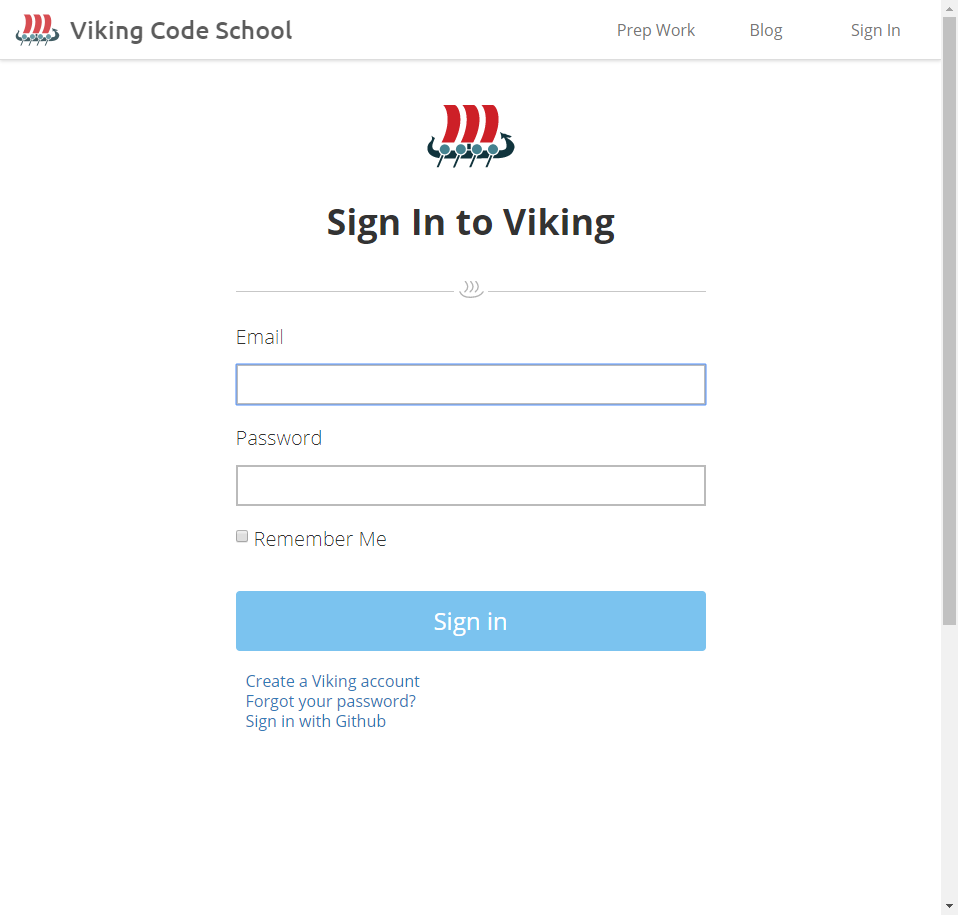 Viking Code School
Prep Work
Blog
Sign In
Sign In to Viking
Email
Password
Remember Me
Sign in
Create a Viking account
Forgot your password?
Sign in with Github